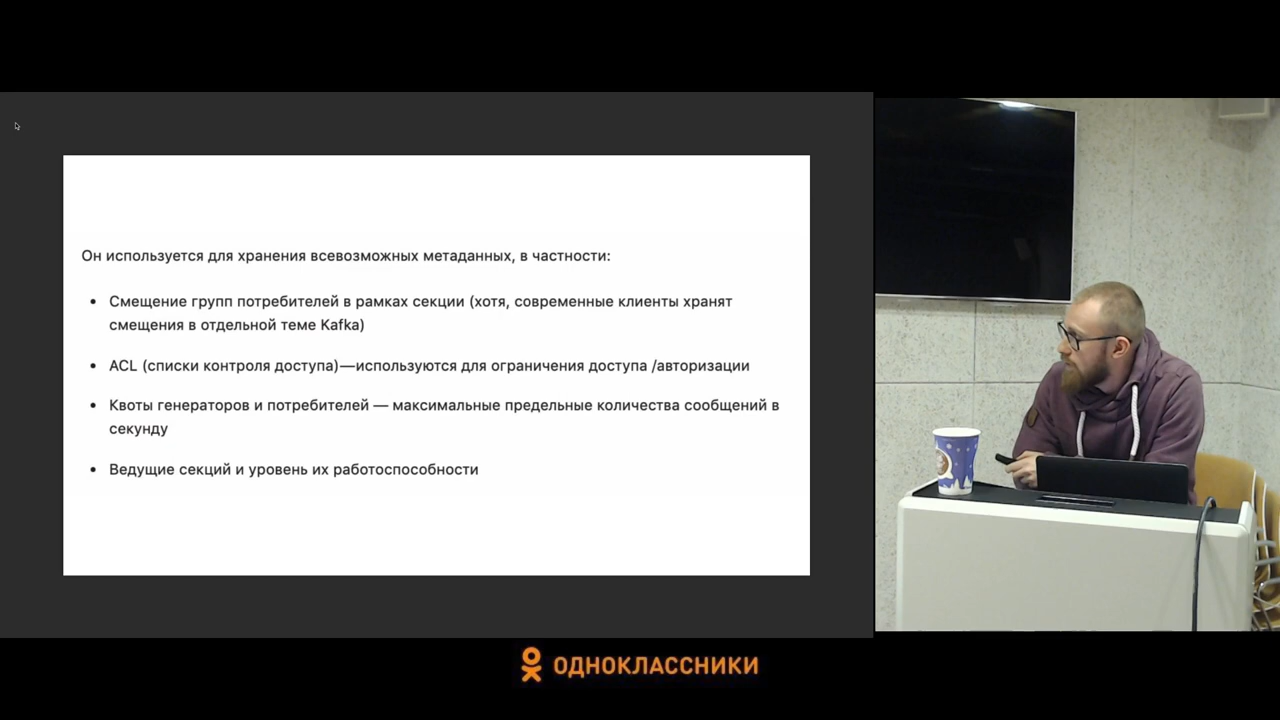 Он используется для хранения всевозможных метаданных, в частности:
• Смещение групп потребителей в рамках секции (хотя, современные клиенты хранят
смещения в отдельной теме Kafka)
• ACL (списки контроля доступа)—используются для ограничения доступа /авторизации
• Квоты генераторов и потребителей — максимальные предельные количества сообщений в
секунду
• Ведущие секций и уровень их работоспособности
ОДНОКЛАССНИКИ